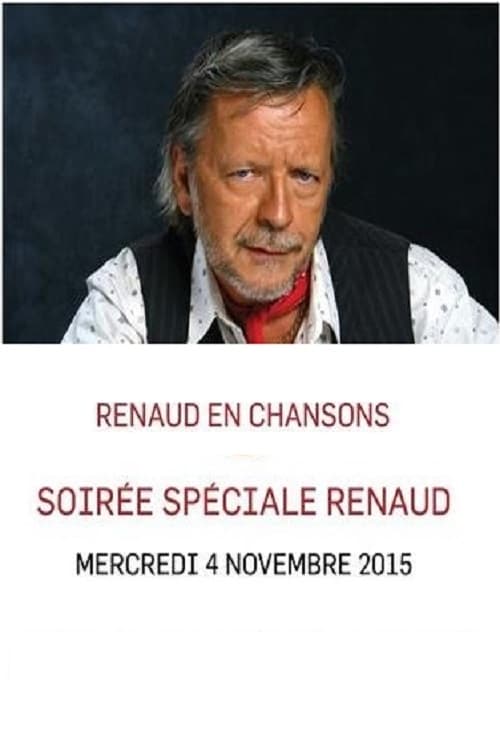 RENAUD EN CHANSONS
SOIRÉE SPÉCIALE RENAUD
MERCREDI 4 NOVEMBRE 2015